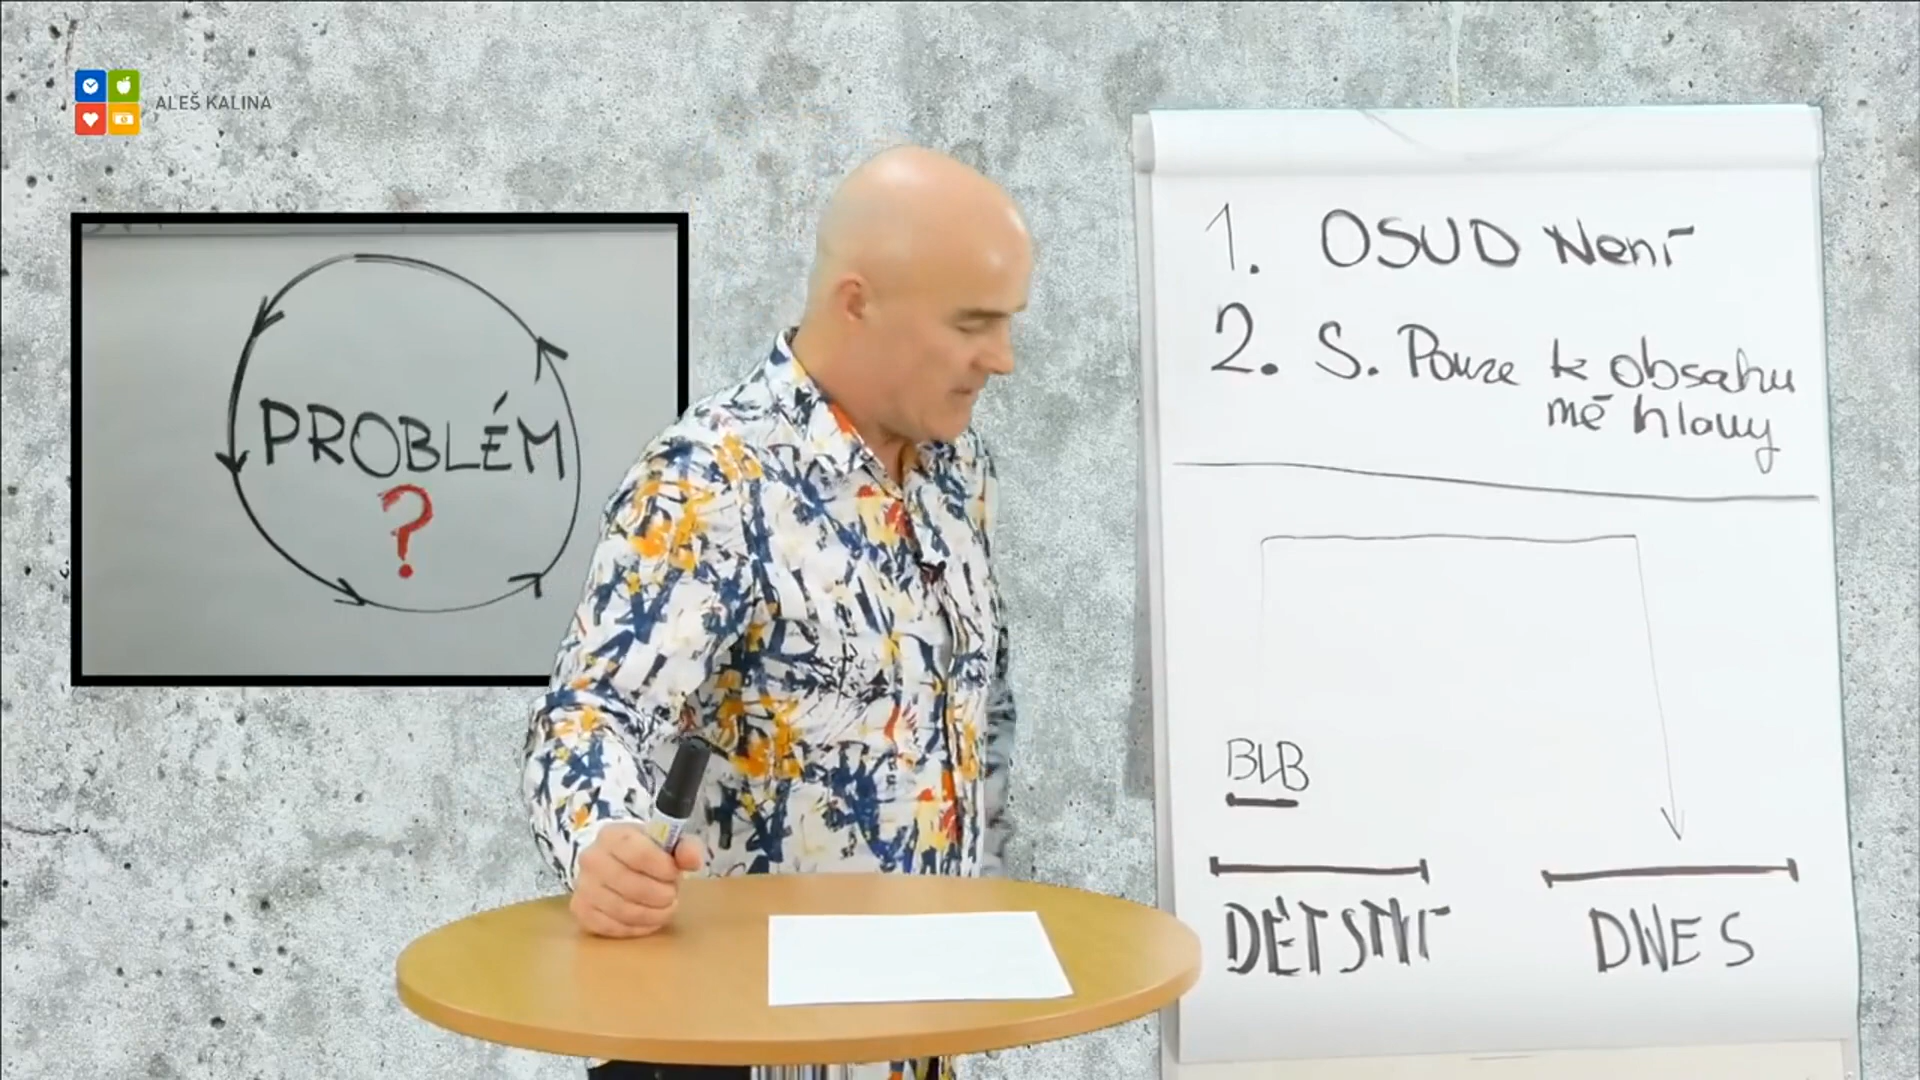 ALEŠ KALINA
PROBLÉM
?
1. OSUD Není
2. S. Pouze k obsahu
mé hlavy
BLB
DĚTSTVÍ
DNES